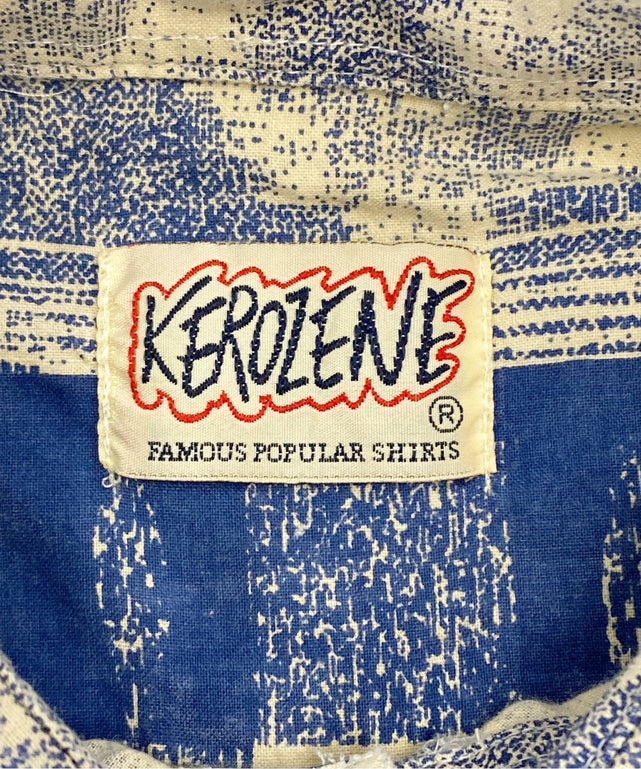 KEROZENE
®
FAMOUS POPULAR SHIRTS